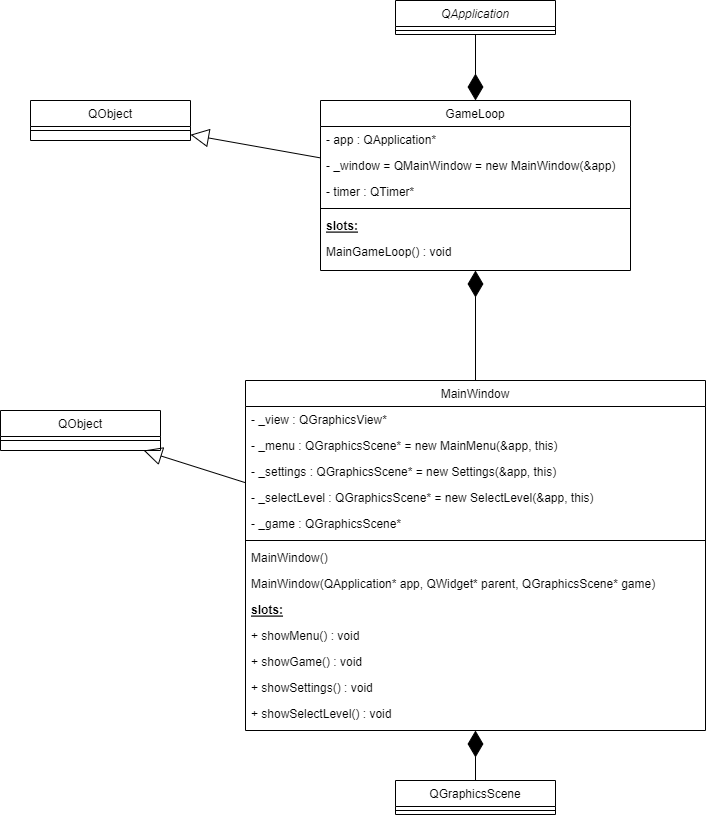 QApplication
QObject
GameLoop
- app : QApplication*
- _window = QMainWindow = new MainWindow(&app)
- timer : QTimer*
slots:
MainGameLoop() : void
QObject
MainWindow
- _view : QGraphicsView*
- _menu : QGraphicsScene* = new MainMenu(&app, this)
- _settings : QGraphicsScene* = new Settings(&app, this)
- _selectLevel : QGraphicsScene* = new SelectLevel(&app, this)
- _game : QGraphicsScene*
MainWindow()
MainWindow(QApplication* app, QWidget* parent, QGraphicsScene* game)
slots:
+ showMenu() : void
+ showGame() : void
+ showSettings() : void
+ showSelectLevel() : void
QGraphicsScene